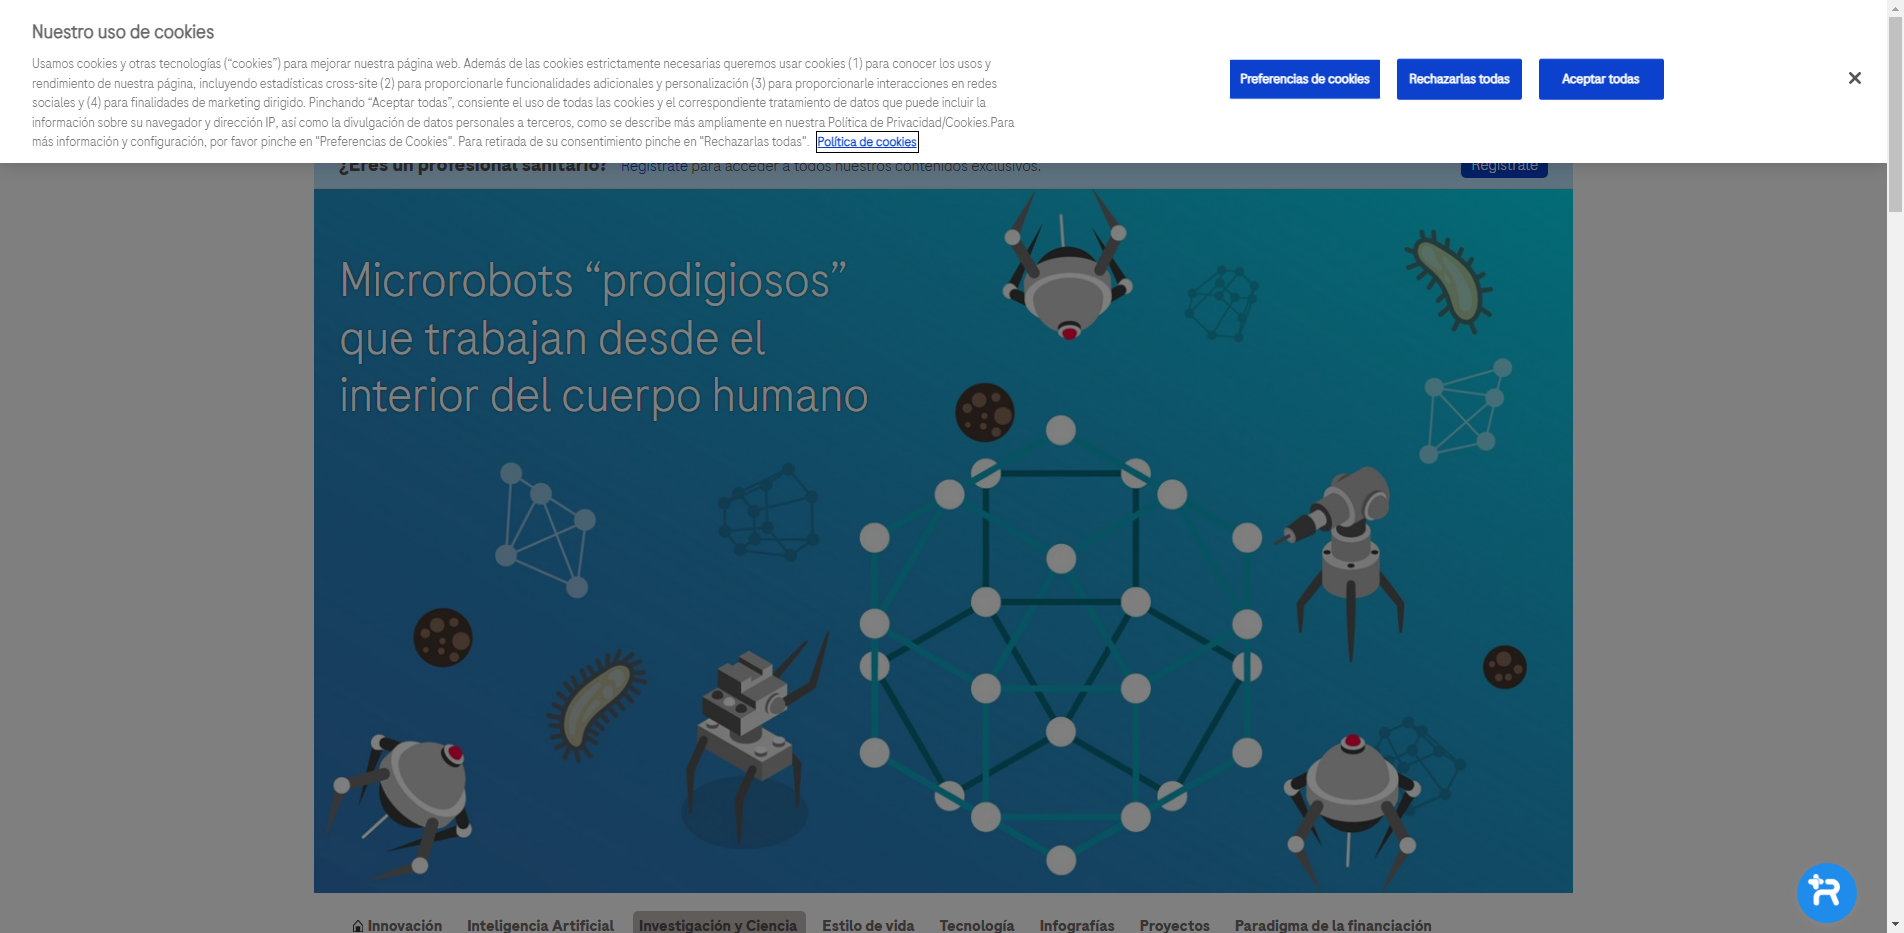 Nuestro uso de cookies
Usamos cookies y otras tecnologías (“cookies”) para mejorar nuestra página web. Además de las cookies estrictamente necesarias queremos usar cookies (1) para conocer los usos y
rendimiento de nuestra página, incluyendo estadísticas cross-site (2) para proporcionarle funcionalidades adicionales y personalización (3) para proporcionarle interacciones en redes
sociales y (4) para finalidades de marketing dirigido. Pinchando “Aceptar todas”, consiente el uso de todas las cookies y el correspondiente tratamiento de datos que puede incluir la
información sobre su navegador y dirección IP, así como la divulgación de datos personales a terceros, como se describe más ampliamente en nuestra Política de Privacidad/Cookies.Para
más información y configuración, por favor pinche en "Preferencias de Cookies". Para retirada de su consentimiento pinche en "Rechazarlas todas". Política de cookies
Preferencias de cookies Rechazarlas todas Aceptar todas
¿Eres un profesional sanitario? Regístrate para acceder a todos nuestros contenidos exclusivos. Regístrate
Microrobots “prodigiosos”
que trabajan desde el
interior del cuerpo humano
Innovación Inteligencia Artificial Investigación y Ciencia Estilo de vida Tecnología Infografías Proyectos Paradigma de la financiación